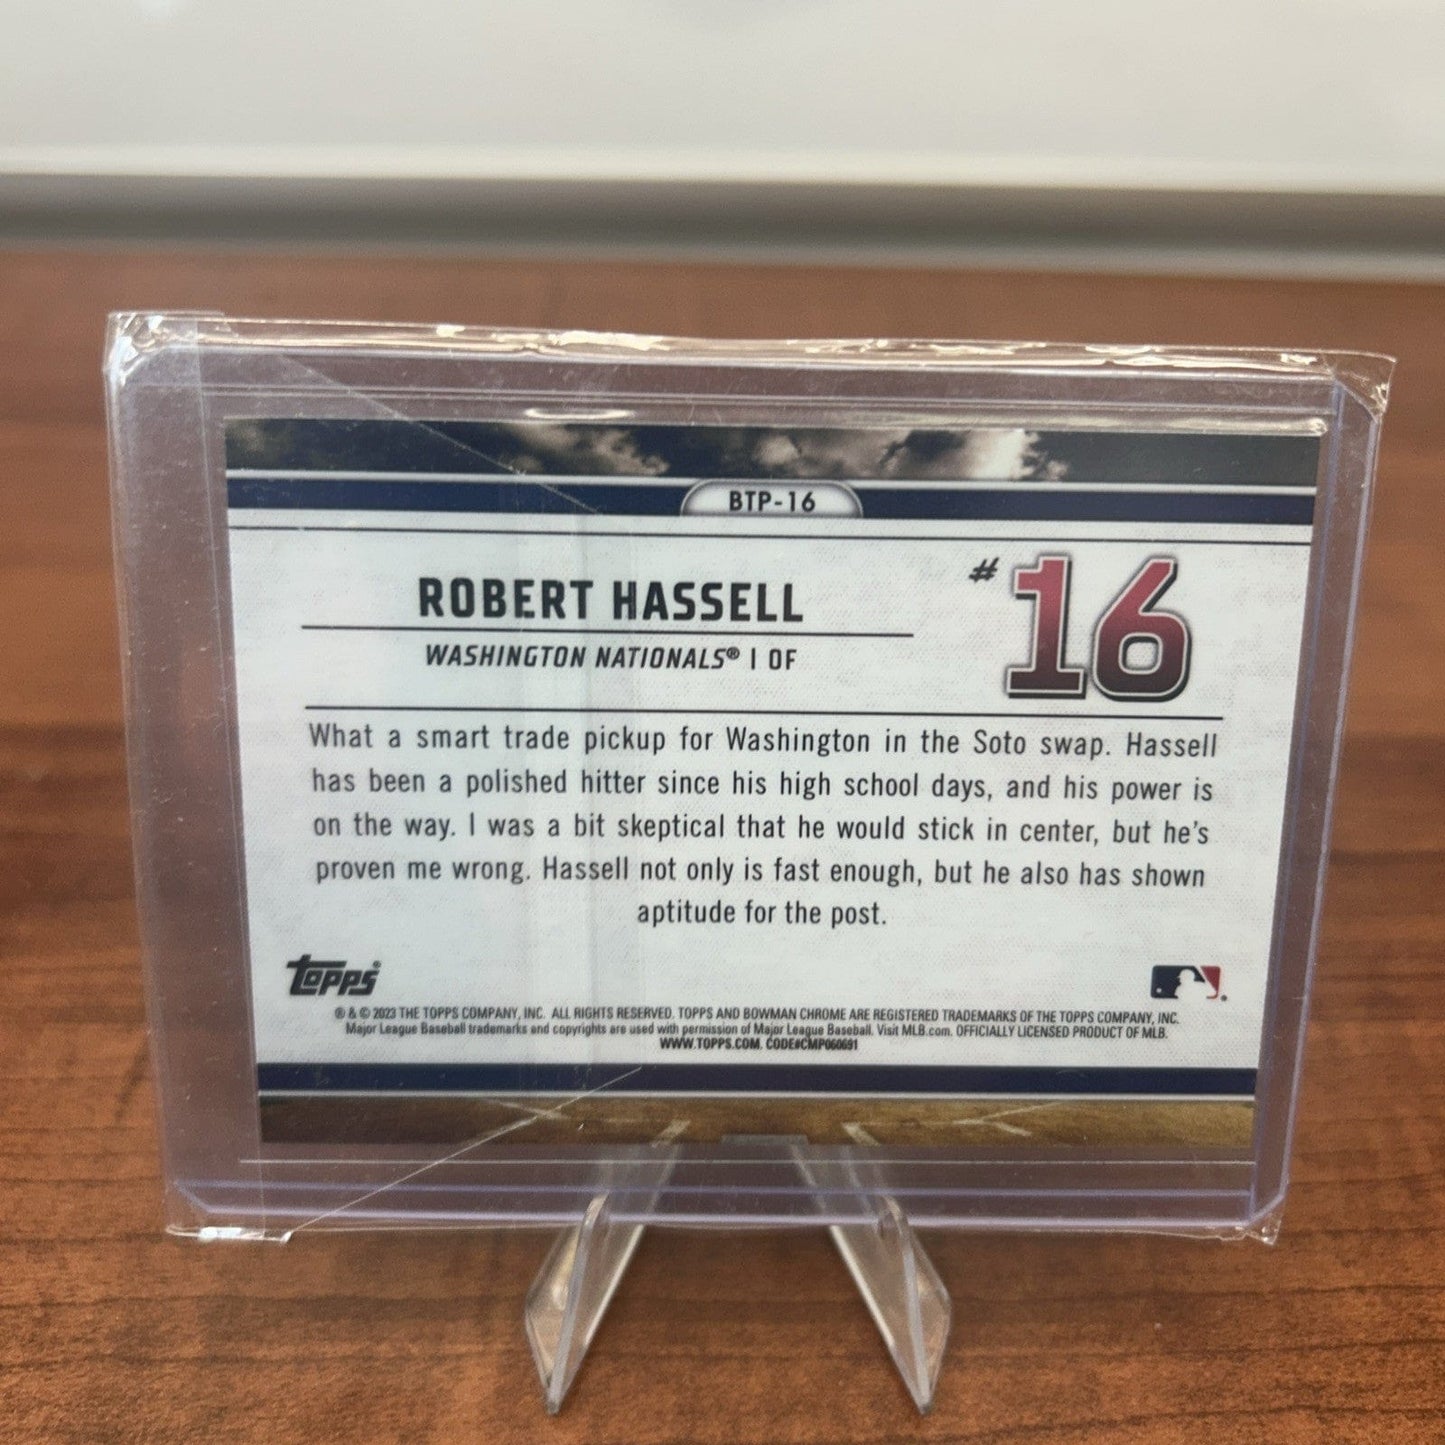 BTP-16
ROBERT HASSELL
#16
WASHINGTON NATIONALS® | OF
What a smart trade pickup for Washington in the Soto swap. Hassell
has been a polished hitter since his high school days, and his power is
on the way. I was a bit skeptical that he would stick in center, but he's
proven me wrong. Hassell not only is fast enough, but he also has shown
aptitude for the post.
Topps®
® & © 2023 THE TOPPS COMPANY, INC. ALL RIGHTS RESERVED. TOPPS AND BOWMAN CHROME ARE REGISTERED TRADEMARKS OF THE TOPPS COMPANY, INC.
Major League Baseball trademarks and copyrights are used with permission of Major League Baseball. Visit MLB.com. OFFICIALLY LICENSED PRODUCT OF MLB.
WWW.TOPPS.COM. CODE#CMP060691